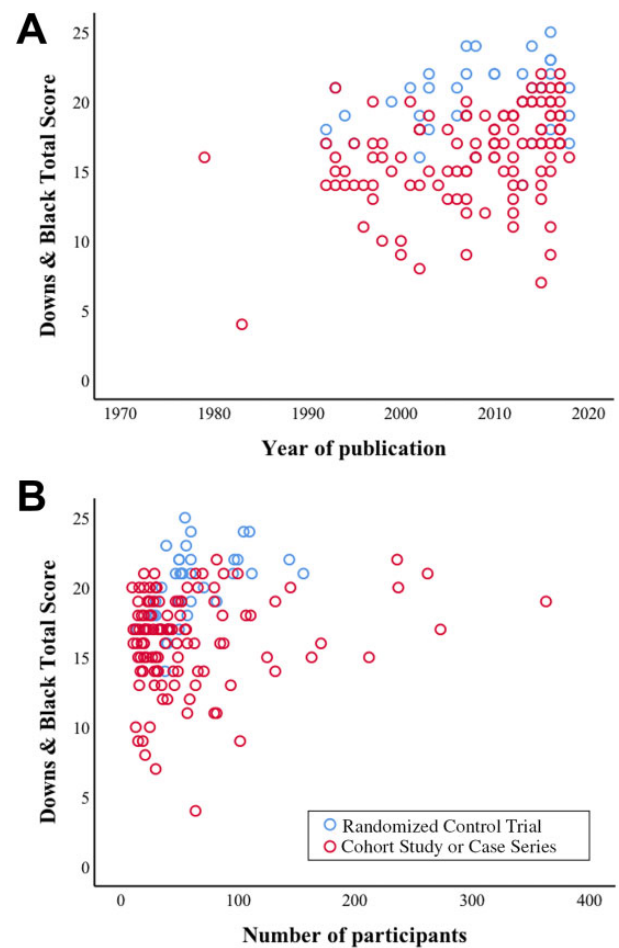 A
25
20
15
10
5
0
Downs & Black Total Score
1970 1980 1990 2000 2010 2020
Year of publication
B
25
20
15
10
5
0
Downs & Black Total Score
Randomized Control Trial
Cohort Study or Case Series
0 100 200 300 400
Number of participants